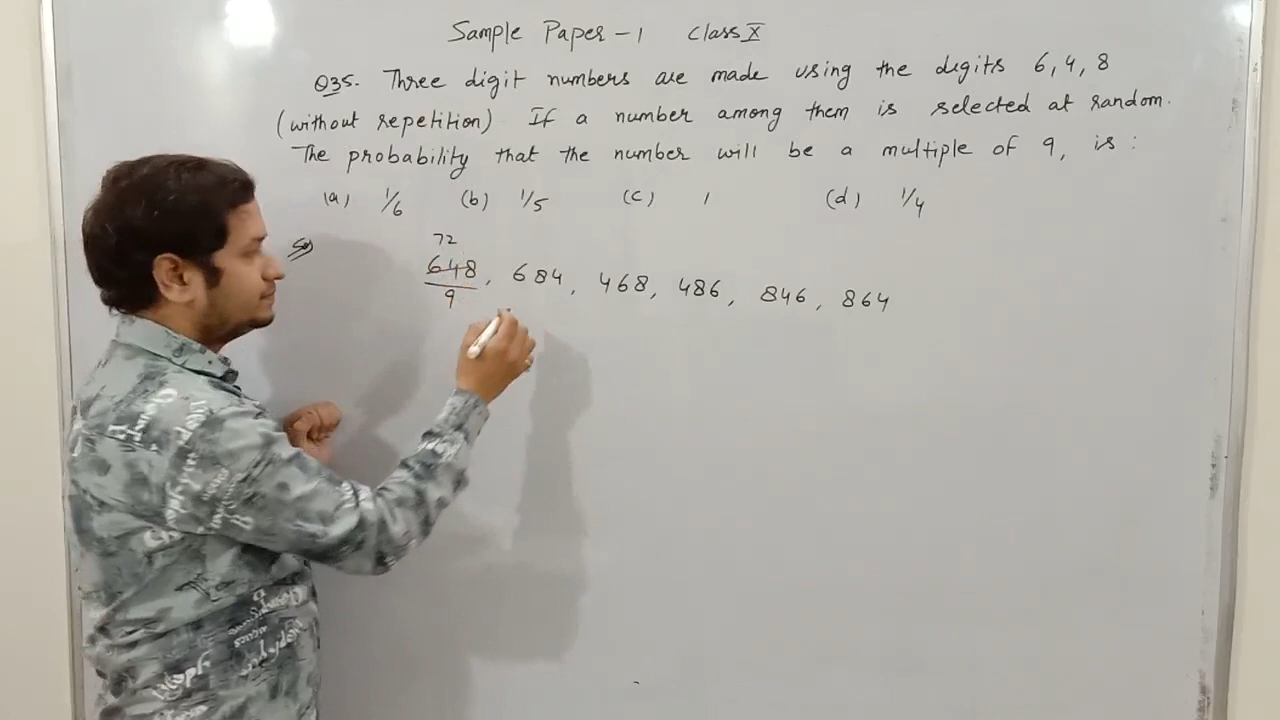 Sample Paper - 1 Class X
Q35. Three digit numbers are made using the digits 6, 4, 8
(without repetition) If a number among them is selected at random.
The probability that the number will be a multiple of 9, is :
(a) 1/6 (b) 1/5 (c) 1 (d) 1/4
Sol
72
648, 684, 468, 486, 846, 864
9